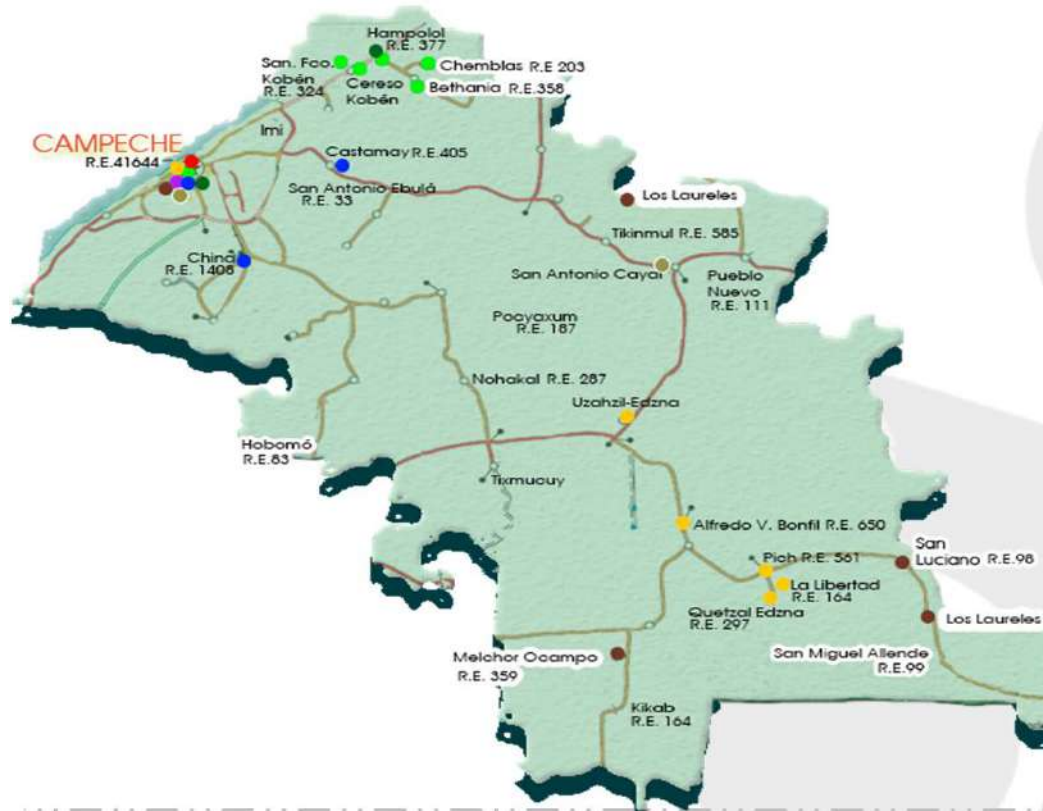 Hampolol
R.E. 377
San. Fco.
Kobén
R.E. 324
Cereso
Kobén
Chemblas R.E 203
Bethania R.E.358
Imi
CAMPECHE
R.E.41644
Castamay R.E.405
San Antonio Ebulá
R.E. 33
Los Laureles
Tikinmul R.E. 585
China
R.E. 1408
San Antonio Cayal
Pueblo
Nuevo
R.E. 111
Pocyaxum
R.E. 187
Nohakal R.E. 287
Uzahzil-Edzna
Hobomó
R.E.83
Tixmucuy
Alfredo V. Bonfil R.E. 650
Pich R.E. 561
San
Luciano R.E.98
La Libertad
R.E. 164
Quetzal Edzna
R.E. 297
Los Laureles
Melchor Ocampo
R.E. 359
San Miguel Allende
R.E.99
Kikab
R.E. 164